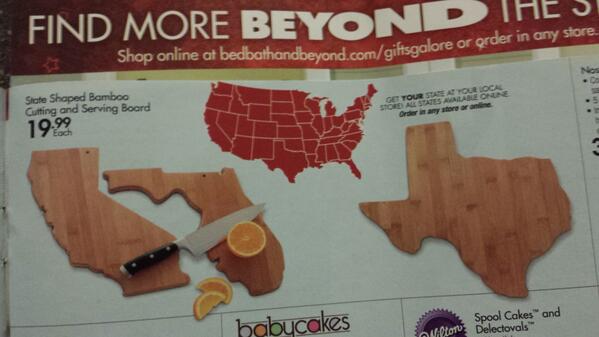 FIND MORE BEYOND THE
Shop online at bedbathandbeyond.com/giftsgalore or order in any store.
State Shaped Bamboo
Cutting and Serving Board
19.99
Each
GET YOUR STATE AT YOUR LOCAL
STORE! ALL STATES AVAILABLE ONLINE.
Order in any store or online.
babycakes
Wilton
Spool Cakes™ and
Delectovals™